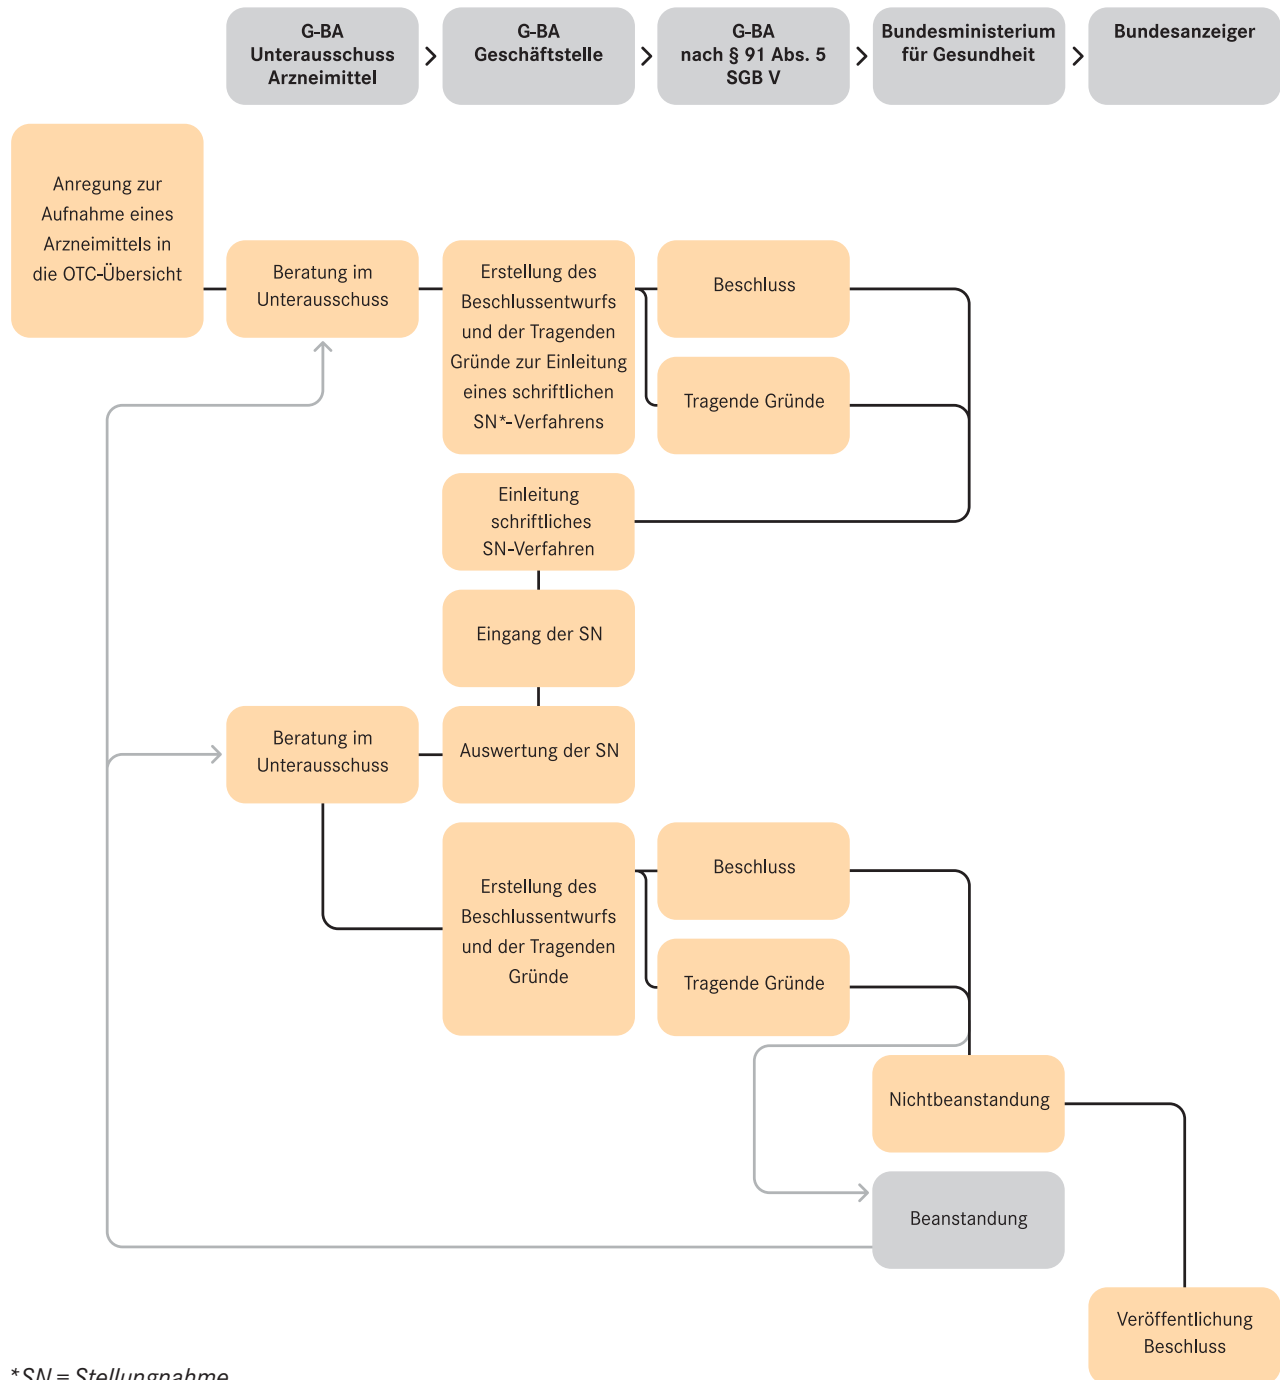 G-BA
Unterausschuss
Arzneimittel
G-BA
Geschäftstelle
G-BA
nach § 91 Abs. 5
SGB V
Bundesministerium
für Gesundheit
Bundesanzeiger
Anregung zur
Aufnahme eines
Arzneimittels in
die OTC-Übersicht
Beratung im
Unterausschuss
Erstellung des
Beschlussentwurfs
und der Tragenden
Gründe zur Einleitung
eines schriftlichen
SN*-Verfahrens
Beschluss
Tragende Gründe
Einleitung
schriftliches
SN-Verfahren
Eingang der SN
Beratung im
Unterausschuss
Auswertung der SN
Erstellung des
Beschlussentwurfs
und der Tragenden
Gründe
Beschluss
Tragende Gründe
Nichtbeanstandung
Beanstandung
Veröffentlichung
Beschluss
*SN = Stellungnahme